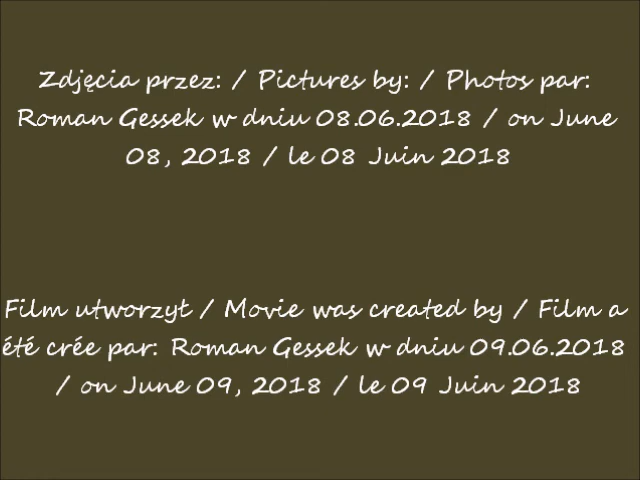 Zdjęcia przez: / Pictures by: / Photos par:
Roman Gessek w dniu 08.06.2018 / on June
08, 2018 / le 08 Juin 2018
Film utworzył / Movie was created by / Film a
été crée par: Roman Gessek w dniu 09.06.2018
/ on June 09, 2018 / le 09 Juin 2018